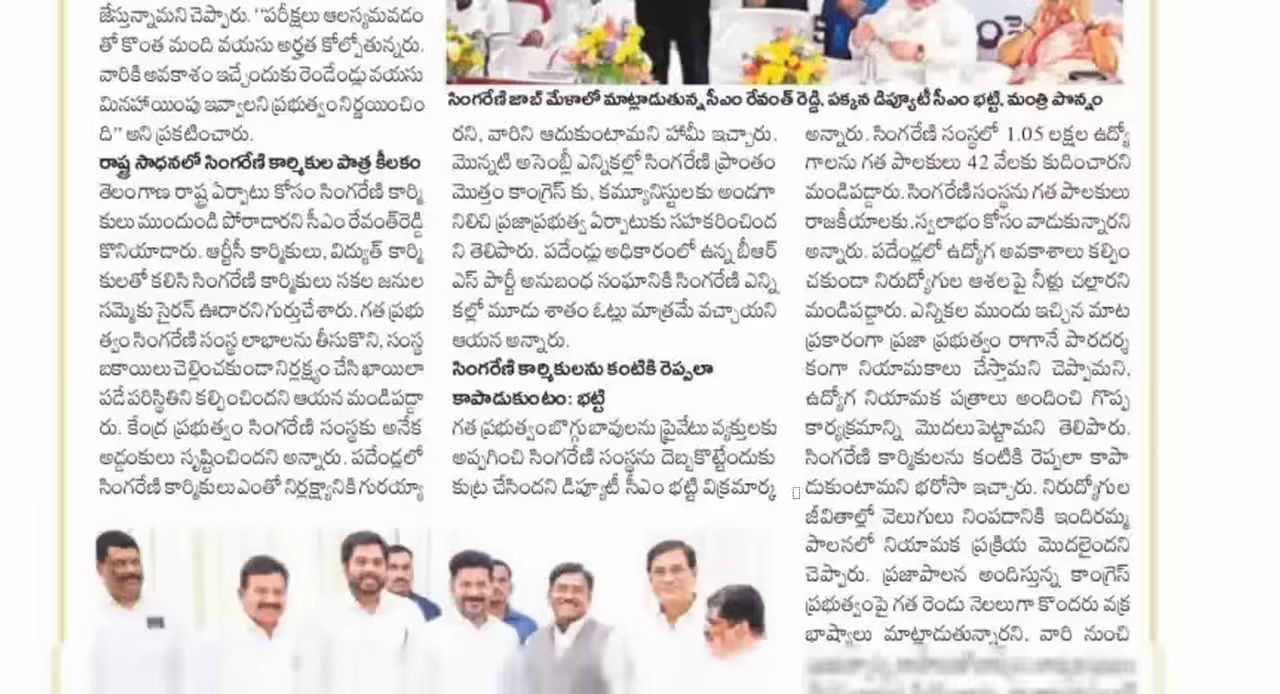 జేస్తున్నామని చెప్పారు. “పరీక్షలు ఆలస్యమవడం
తో కొంత మంది వయసు అర్హత కోల్పోతున్నరు.
వారికి అవకాశం ఇచ్చేందుకు రెండేండ్లు వయసు
మినహాయింపు ఇవ్వాలని ప్రభుత్వం నిర్ణయించిం
ది” అని ప్రకటించారు.
రాష్ట్ర సాధనలో సింగరేణి కార్మికుల పాత్ర కీలకం
తెలంగాణ రాష్ట్ర ఏర్పాటు కోసం సింగరేణి కార్మి
కులు ముందుండి పోరాడారని సీఎం రేవంత్‌రెడ్డి
కొనియాడారు. ఆర్టీసీ కార్మికులు, విద్యుత్ కార్మి
కులతో కలిసి సింగరేణి కార్మికులు సకల జనుల
సమ్మెకు సైరన్ ఊదారని గుర్తుచేశారు. గత ప్రభు
త్వం సింగరేణి సంస్థ లాభాలను తీసుకొని, సంస్థ
బకాయిలు చెల్లించకుండా నిర్లక్ష్యం చేసి ఖాయిలా
పడే పరిస్థితిని కల్పించిందని ఆయన మండిపడ్డా
రు. కేంద్ర ప్రభుత్వం సింగరేణి సంస్థకు అనేక
అడ్డంకులు సృష్టించిందని అన్నారు. పదేండ్లలో
సింగరేణి కార్మికులు ఎంతో నిర్లక్ష్యానికి గురయ్యా
సింగరేణి జాబ్ మేళాలో మాట్లాడుతున్న సీఎం రేవంత్ రెడ్డి, పక్కన డిప్యూటీ సీఎం భట్టి, మంత్రి పొన్నం
రని, వారిని ఆదుకుంటామని హామీ ఇచ్చారు.
మొన్నటి అసెంబ్లీ ఎన్నికల్లో సింగరేణి ప్రాంతం
మొత్తం కాంగ్రెస్ కు, కమ్యూనిస్టులకు అండగా
నిలిచి ప్రజాప్రభుత్వ ఏర్పాటుకు సహకరించింద
ని తెలిపారు. పదేండ్లు అధికారంలో ఉన్న బీఆర్
ఎస్ పార్టీ అనుబంధ సంఘానికి సింగరేణి ఎన్ని
కల్లో మూడు శాతం ఓట్లు మాత్రమే వచ్చాయని
ఆయన అన్నారు.
సింగరేణి కార్మికులను కంటికి రెప్పలా
కాపాడుకుంటం: భట్టి
గత ప్రభుత్వం బొగ్గు బావులను ప్రైవేటు వ్యక్తులకు
అప్పగించి సింగరేణి సంస్థను దెబ్బకొట్టేందుకు
కుట్ర చేసిందని డిప్యూటీ సీఎం భట్టి విక్రమార్క
అన్నారు. సింగరేణి సంస్థలో 1.05 లక్షల ఉద్యో
గాలను గత పాలకులు 42 వేలకు కుదించారని
మండిపడ్డారు. సింగరేణి సంస్థను గత పాలకులు
రాజకీయాలకు, స్వలాభం కోసం వాడుకున్నారని
అన్నారు. పదేండ్లలో ఉద్యోగ అవకాశాలు కల్పిం
చకుండా నిరుద్యోగుల ఆశలపై నీళ్లు చల్లారని
మండిపడ్డారు. ఎన్నికల ముందు ఇచ్చిన మాట
ప్రకారంగా ప్రజా ప్రభుత్వం రాగానే పారదర్శ
కంగా నియామకాలు చేస్తామని చెప్పామని,
ఉద్యోగ నియామక పత్రాలు అందించి గొప్ప
కార్యక్రమాన్ని మొదలుపెట్టామని తెలిపారు.
సింగరేణి కార్మికులను కంటికి రెప్పలా కాపా
డుకుంటామని భరోసా ఇచ్చారు. నిరుద్యోగుల
జీవితాల్లో వెలుగులు నింపడానికి ఇందిరమ్మ
పాలనలో నియామక ప్రక్రియ మొదలైందని
చెప్పారు. ప్రజాపాలన అందిస్తున్న కాంగ్రెస్
ప్రభుత్వంపై గత రెండు నెలలుగా కొందరు వక్ర
భాష్యాలు మాట్లాడుతున్నారని, వారి నుంచి